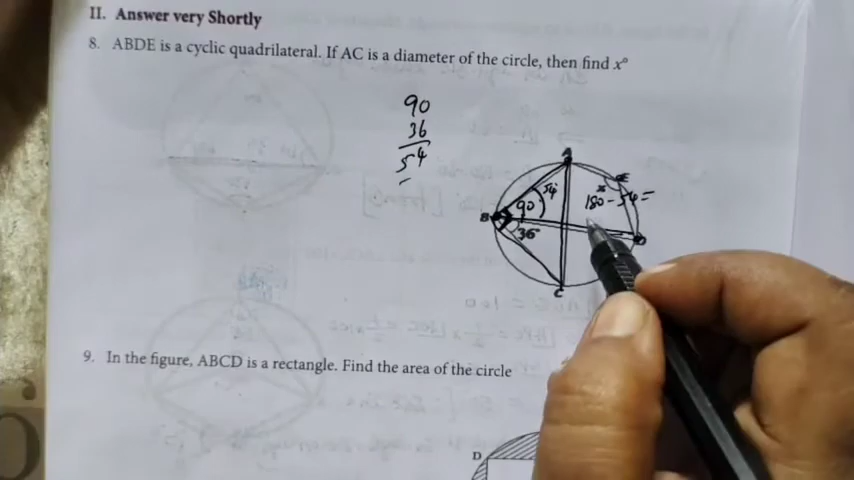 II. Answer very Shortly
8. ABDE is a cyclic quadrilateral. If AC is a diameter of the circle, then find x°
90
36
54
A
E
54°
x
180-54=
90°
B
36°
D
C
9. In the figure, ABCD is a rectangle. Find the area of the circle
D